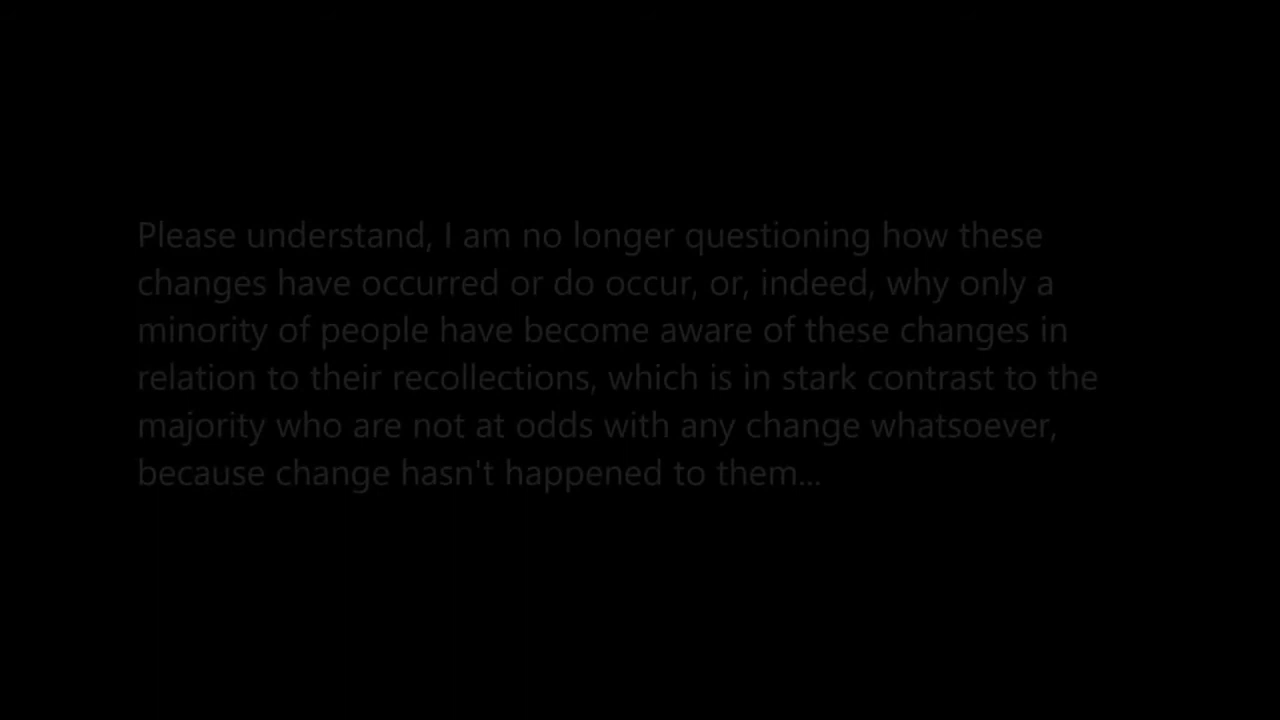 Please understand, I am no longer questioning how these
changes have occurred or do occur, or, indeed, why only a
minority of people have become aware of these changes in
relation to their recollections, which is in stark contrast to the
majority who are not at odds with any change whatsoever,
because change hasn't happened to them...